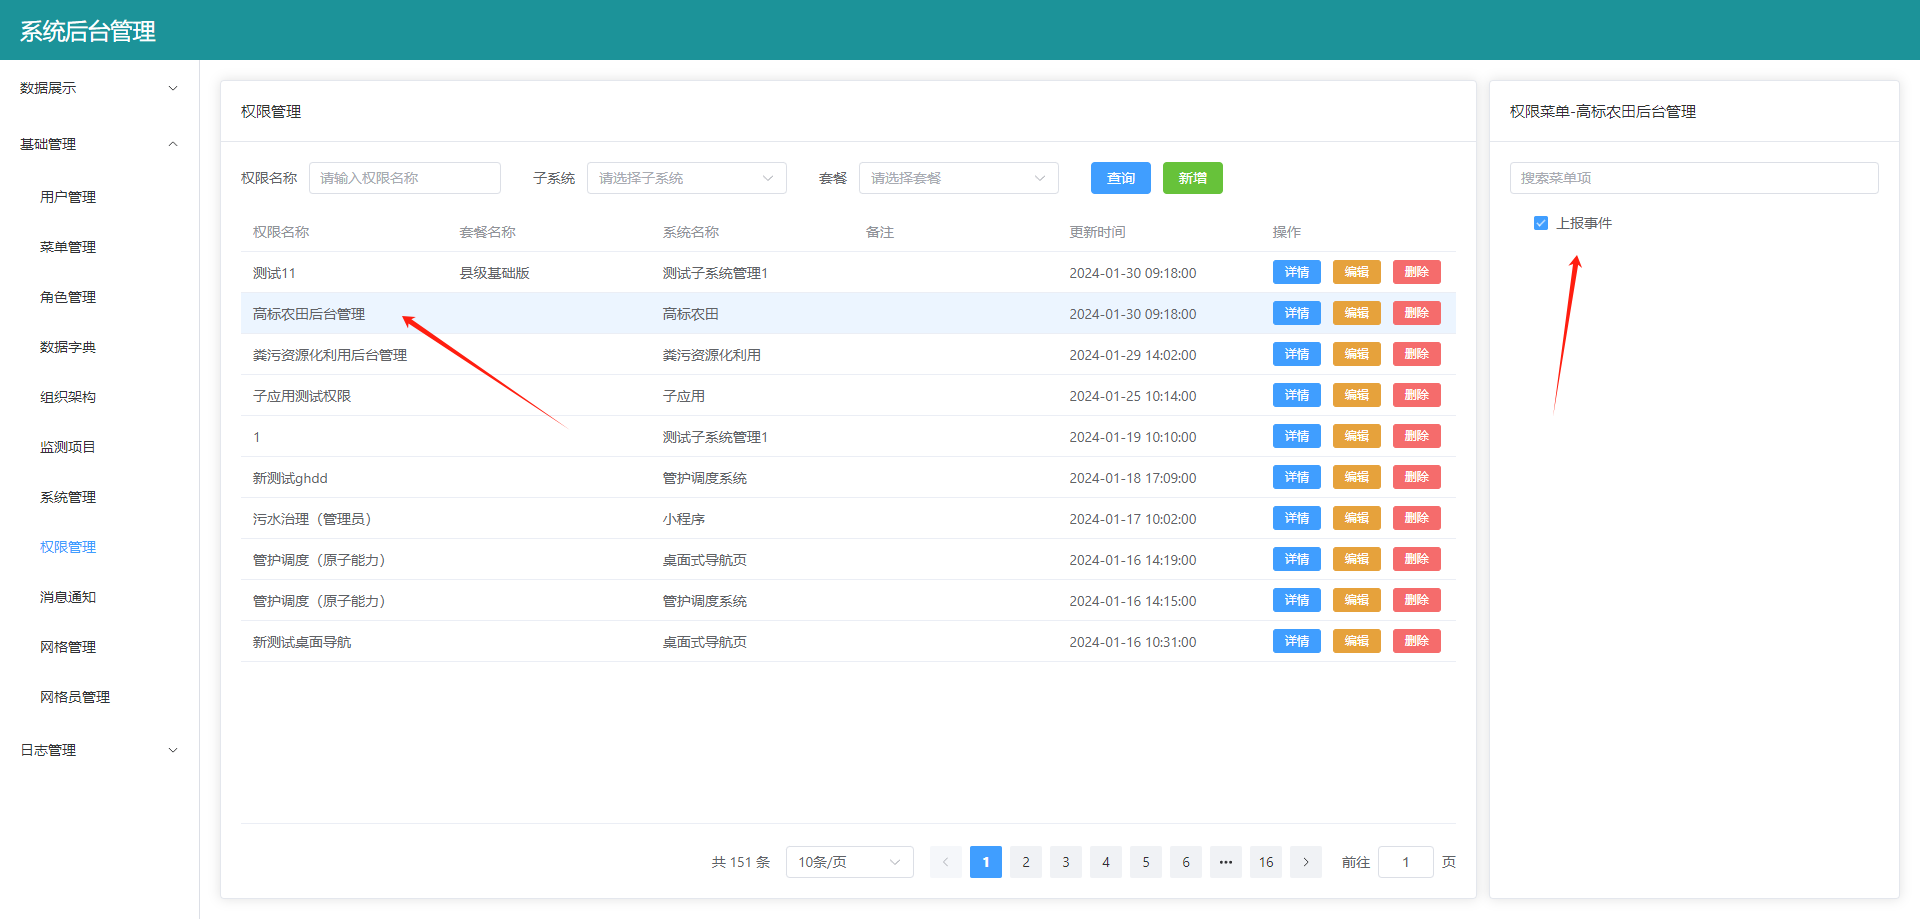 系统后台管理
数据展示
基础管理
用户管理
菜单管理
角色管理
数据字典
组织架构
监测项目
系统管理
权限管理
消息通知
网格管理
网格员管理
日志管理
权限管理
权限名称 请输入权限名称 子系统 请选择子系统 套餐 请选择套餐 查询 新增
权限名称 套餐名称 系统名称 备注 更新时间 操作
测试11 县级基础版 测试子系统管理1 2024-01-30 09:18:00 详情 编辑 删除
高标农田后台管理 高标农田 2024-01-30 09:18:00 详情 编辑 删除
粪污资源化利用后台管理 粪污资源化利用 2024-01-29 14:02:00 详情 编辑 删除
子应用测试权限 子应用 2024-01-25 10:14:00 详情 编辑 删除
1 测试子系统管理1 2024-01-19 10:10:00 详情 编辑 删除
新测试ghdd 管护调度系统 2024-01-18 17:09:00 详情 编辑 删除
污水治理（管理员） 小程序 2024-01-17 10:02:00 详情 编辑 删除
管护调度（原子能力） 桌面式导航页 2024-01-16 14:19:00 详情 编辑 删除
管护调度（原子能力） 管护调度系统 2024-01-16 14:15:00 详情 编辑 删除
新测试桌面导航 桌面式导航页 2024-01-16 10:31:00 详情 编辑 删除
共 151 条 10条/页 1 2 3 4 5 6 ••• 16 前往 1 页
权限菜单-高标农田后台管理
搜索菜单项
上报事件